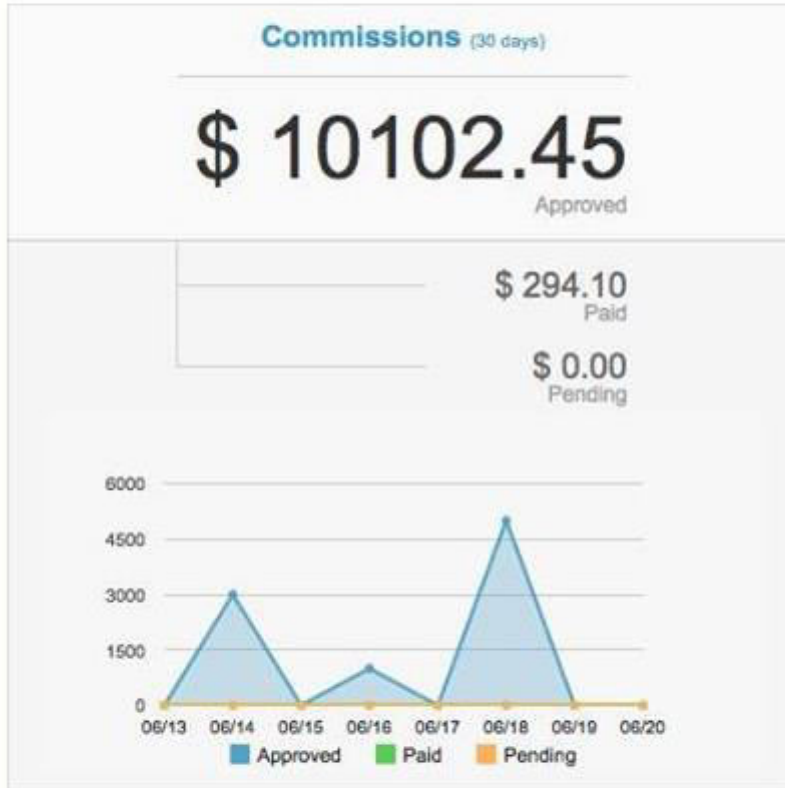 Commissions (30 days)
$ 10102.45
Approved
$ 294.10
Paid
$ 0.00
Pending
6000
4500
3000
1500
0
06/13 06/14 06/15 06/16 06/17 06/18 06/19 06/20
Approved Paid Pending